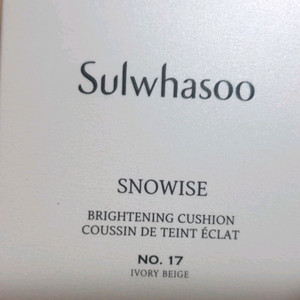 Sulwhasoo
SNOWISE
BRIGHTENING CUSHION
COUSSIN DE TEINT ÉCLAT
NO. 17
IVORY BEIGE